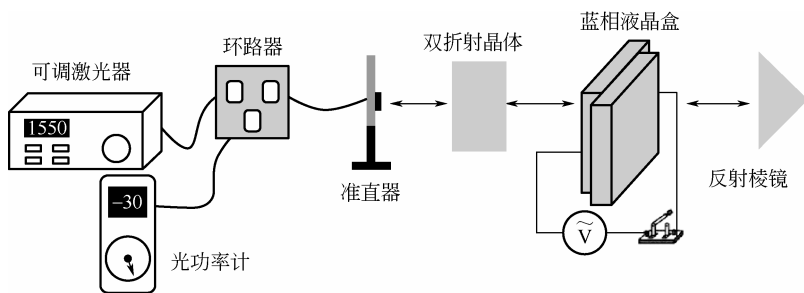 可调激光器
1550
环路器
双折射晶体
蓝相液晶盒
准直器
反射棱镜
−30
光功率计
Ṽ